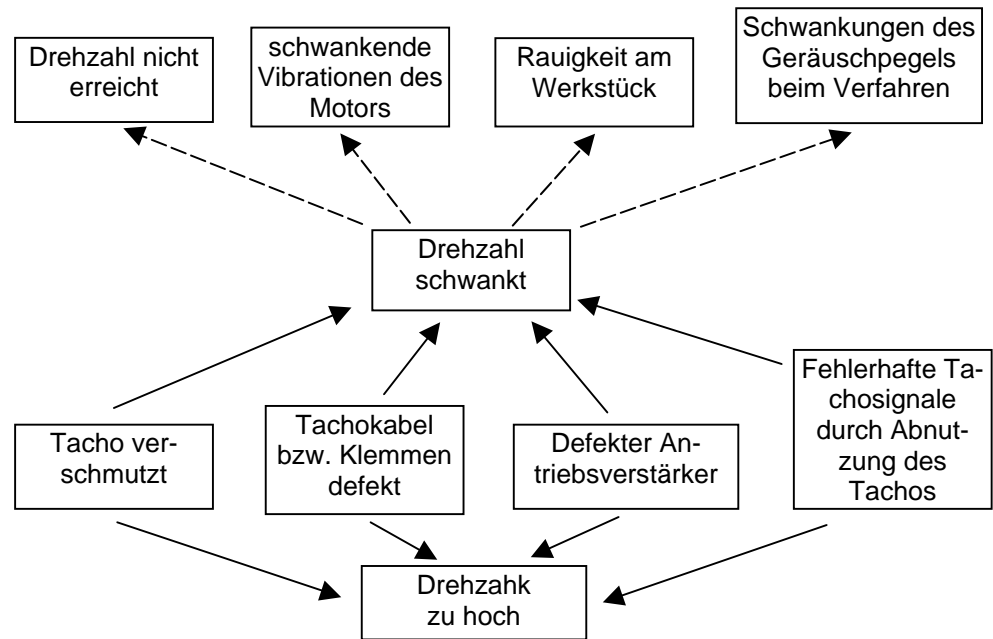 Drehzahl nicht
erreicht
schwankende
Vibrationen des
Motors
Rauigkeit am
Werkstück
Schwankungen des
Geräuschpegels
beim Verfahren
Drehzahl
schwankt
Tacho ver-
schmutzt
Tachokabel
bzw. Klemmen
defekt
Defekter An-
triebsverstärker
Fehlerhafte Ta-
chosignale
durch Abnut-
zung des
Tachos
Drehzahk
zu hoch